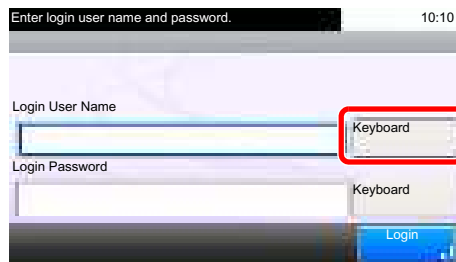 Enter login user name and password. 10:10
Login User Name
Keyboard
Login Password
Keyboard
Login